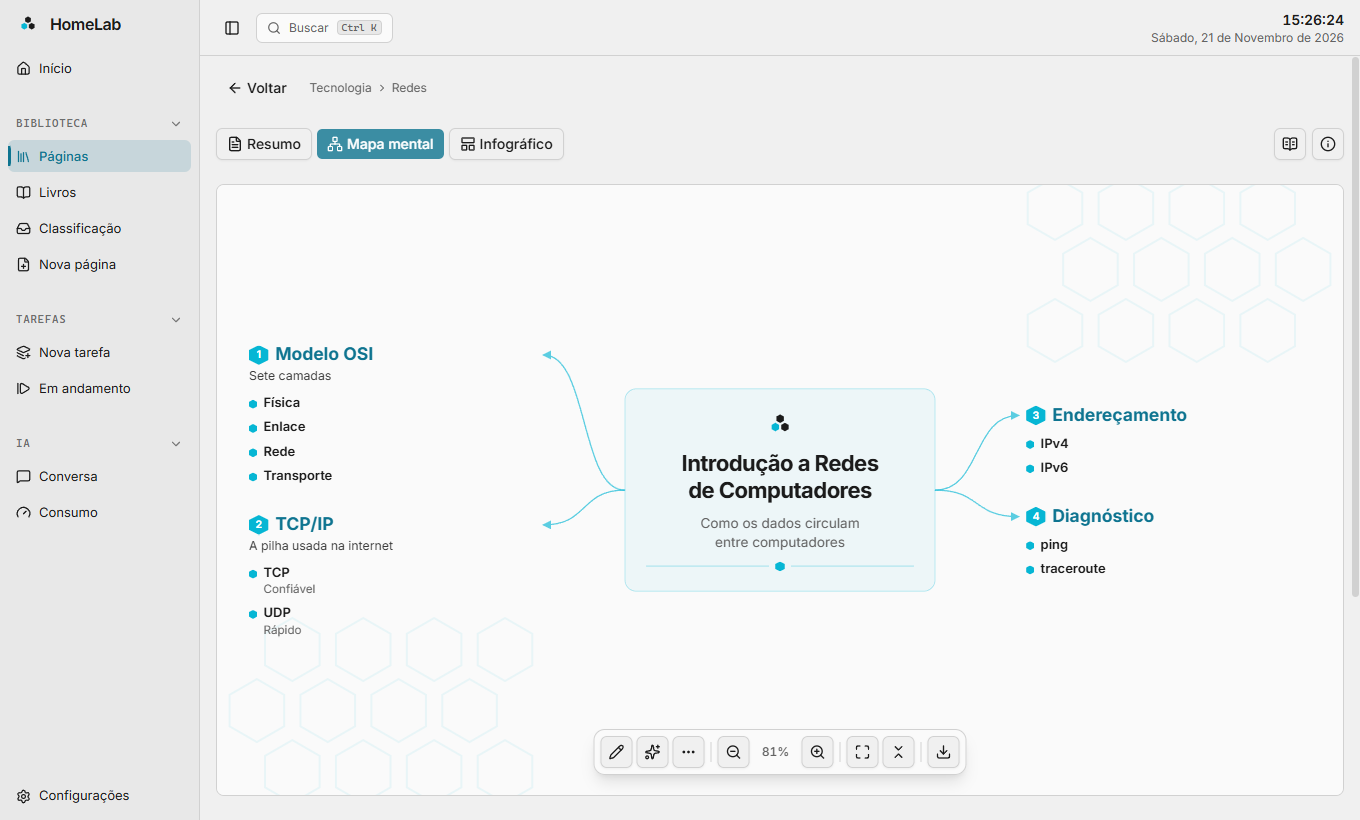 HomeLab
Início
BIBLIOTECA
Páginas
Livros
Classificação
Nova página
TAREFAS
Nova tarefa
Em andamento
IA
Conversa
Consumo
Configurações
Buscar Ctrl K
15:26:24
Sábado, 21 de Novembro de 2026
Voltar
Tecnologia > Redes
Resumo
Mapa mental
Infográfico
1 Modelo OSI
Sete camadas
Física
Enlace
Rede
Transporte
2 TCP/IP
A pilha usada na internet
TCP
Confiável
UDP
Rápido
Introdução a Redes
de Computadores
Como os dados circulam
entre computadores
3 Endereçamento
IPv4
IPv6
4 Diagnóstico
ping
traceroute
81%